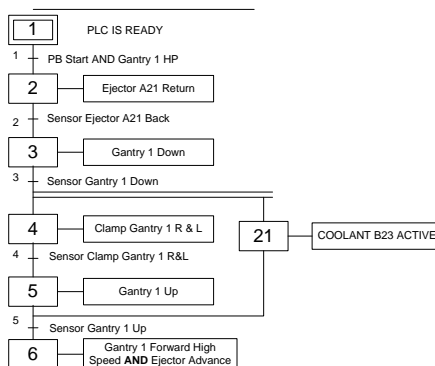 1 PLC IS READY
1 PB Start AND Gantry 1 HP
2 Ejector A21 Return
2 Sensor Ejector A21 Back
3 Gantry 1 Down
3 Sensor Gantry 1 Down
4 Clamp Gantry 1 R & L
21 COOLANT B23 ACTIVE
4 Sensor Clamp Gantry 1 R&L
5 Gantry 1 Up
5 Sensor Gantry 1 Up
6 Gantry 1 Forward High
Speed AND Ejector Advance